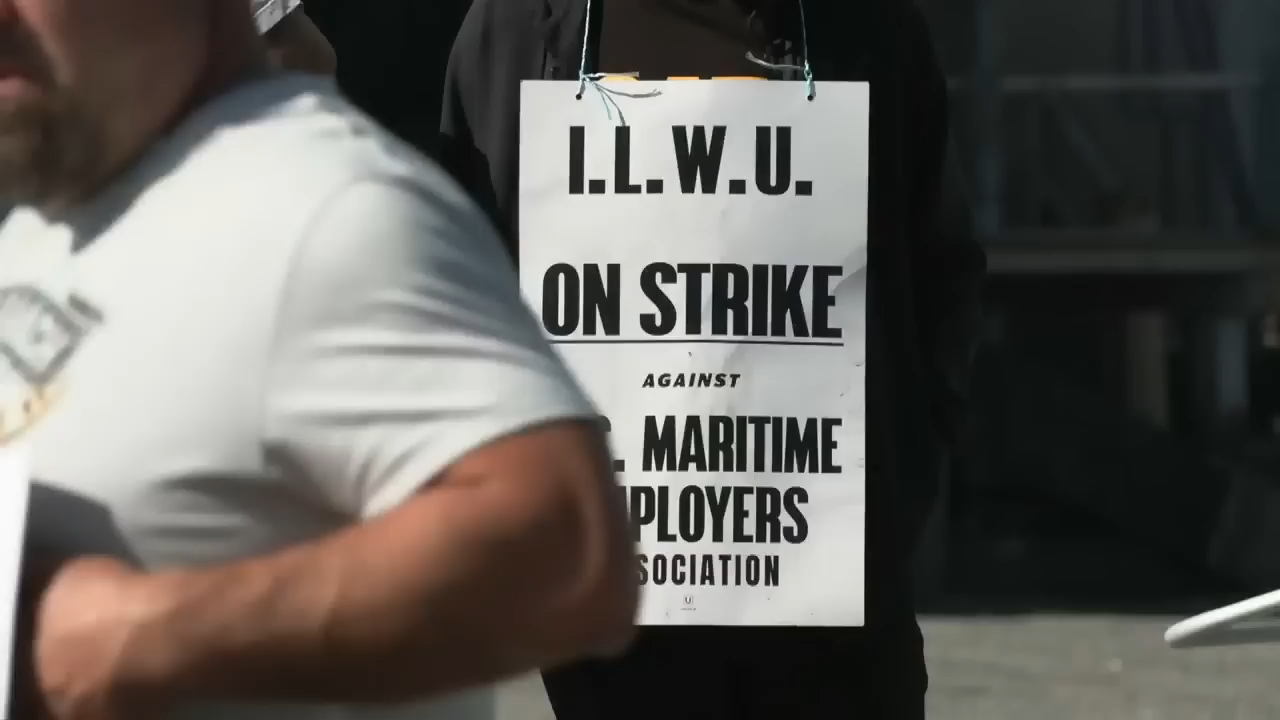 I.L.W.U.
ON STRIKE
AGAINST
. MARITIME
PLOYERS
SOCIATION